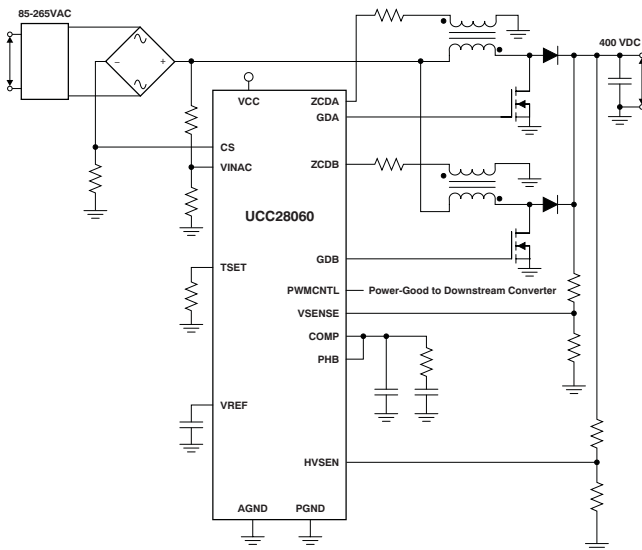 85-265VAC
400 VDC
−
+
VCC
ZCDA
GDA
CS
VINAC
ZCDB
UCC28060
GDB
TSET
PWMCNTL
Power-Good to Downstream Converter
VSENSE
COMP
PHB
VREF
HVSEN
AGND
PGND